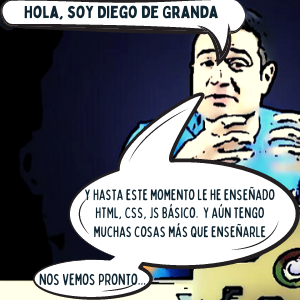 HOLA, SOY DIEGO DE GRANDA
Y HASTA ESTE MOMENTO LE HE ENSEÑADO
HTML, CSS, JS BÁSICO. Y AÚN TENGO
MUCHAS COSAS MÁS QUE ENSEÑARLE
NOS VEMOS PRONTO...